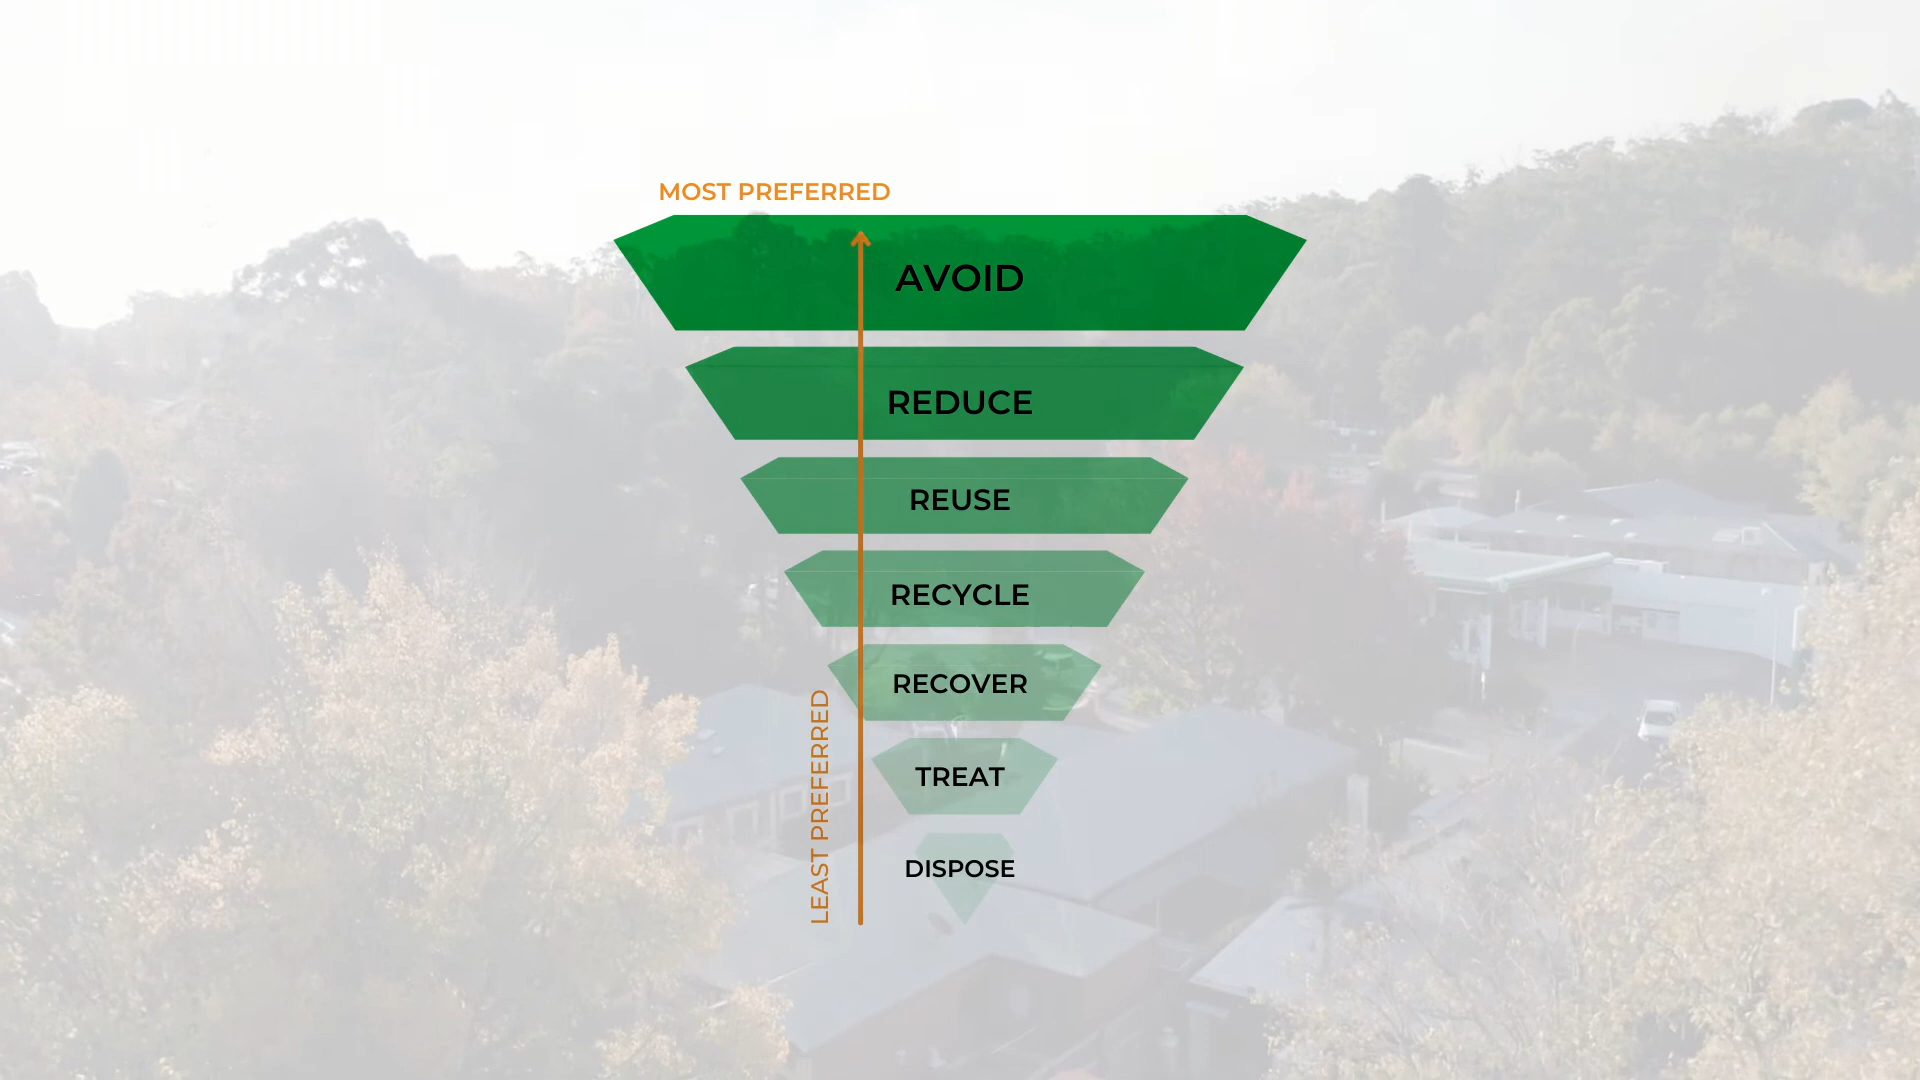 MOST PREFERRED
AVOID
REDUCE
REUSE
RECYCLE
RECOVER
TREAT
DISPOSE
LEAST PREFERRED